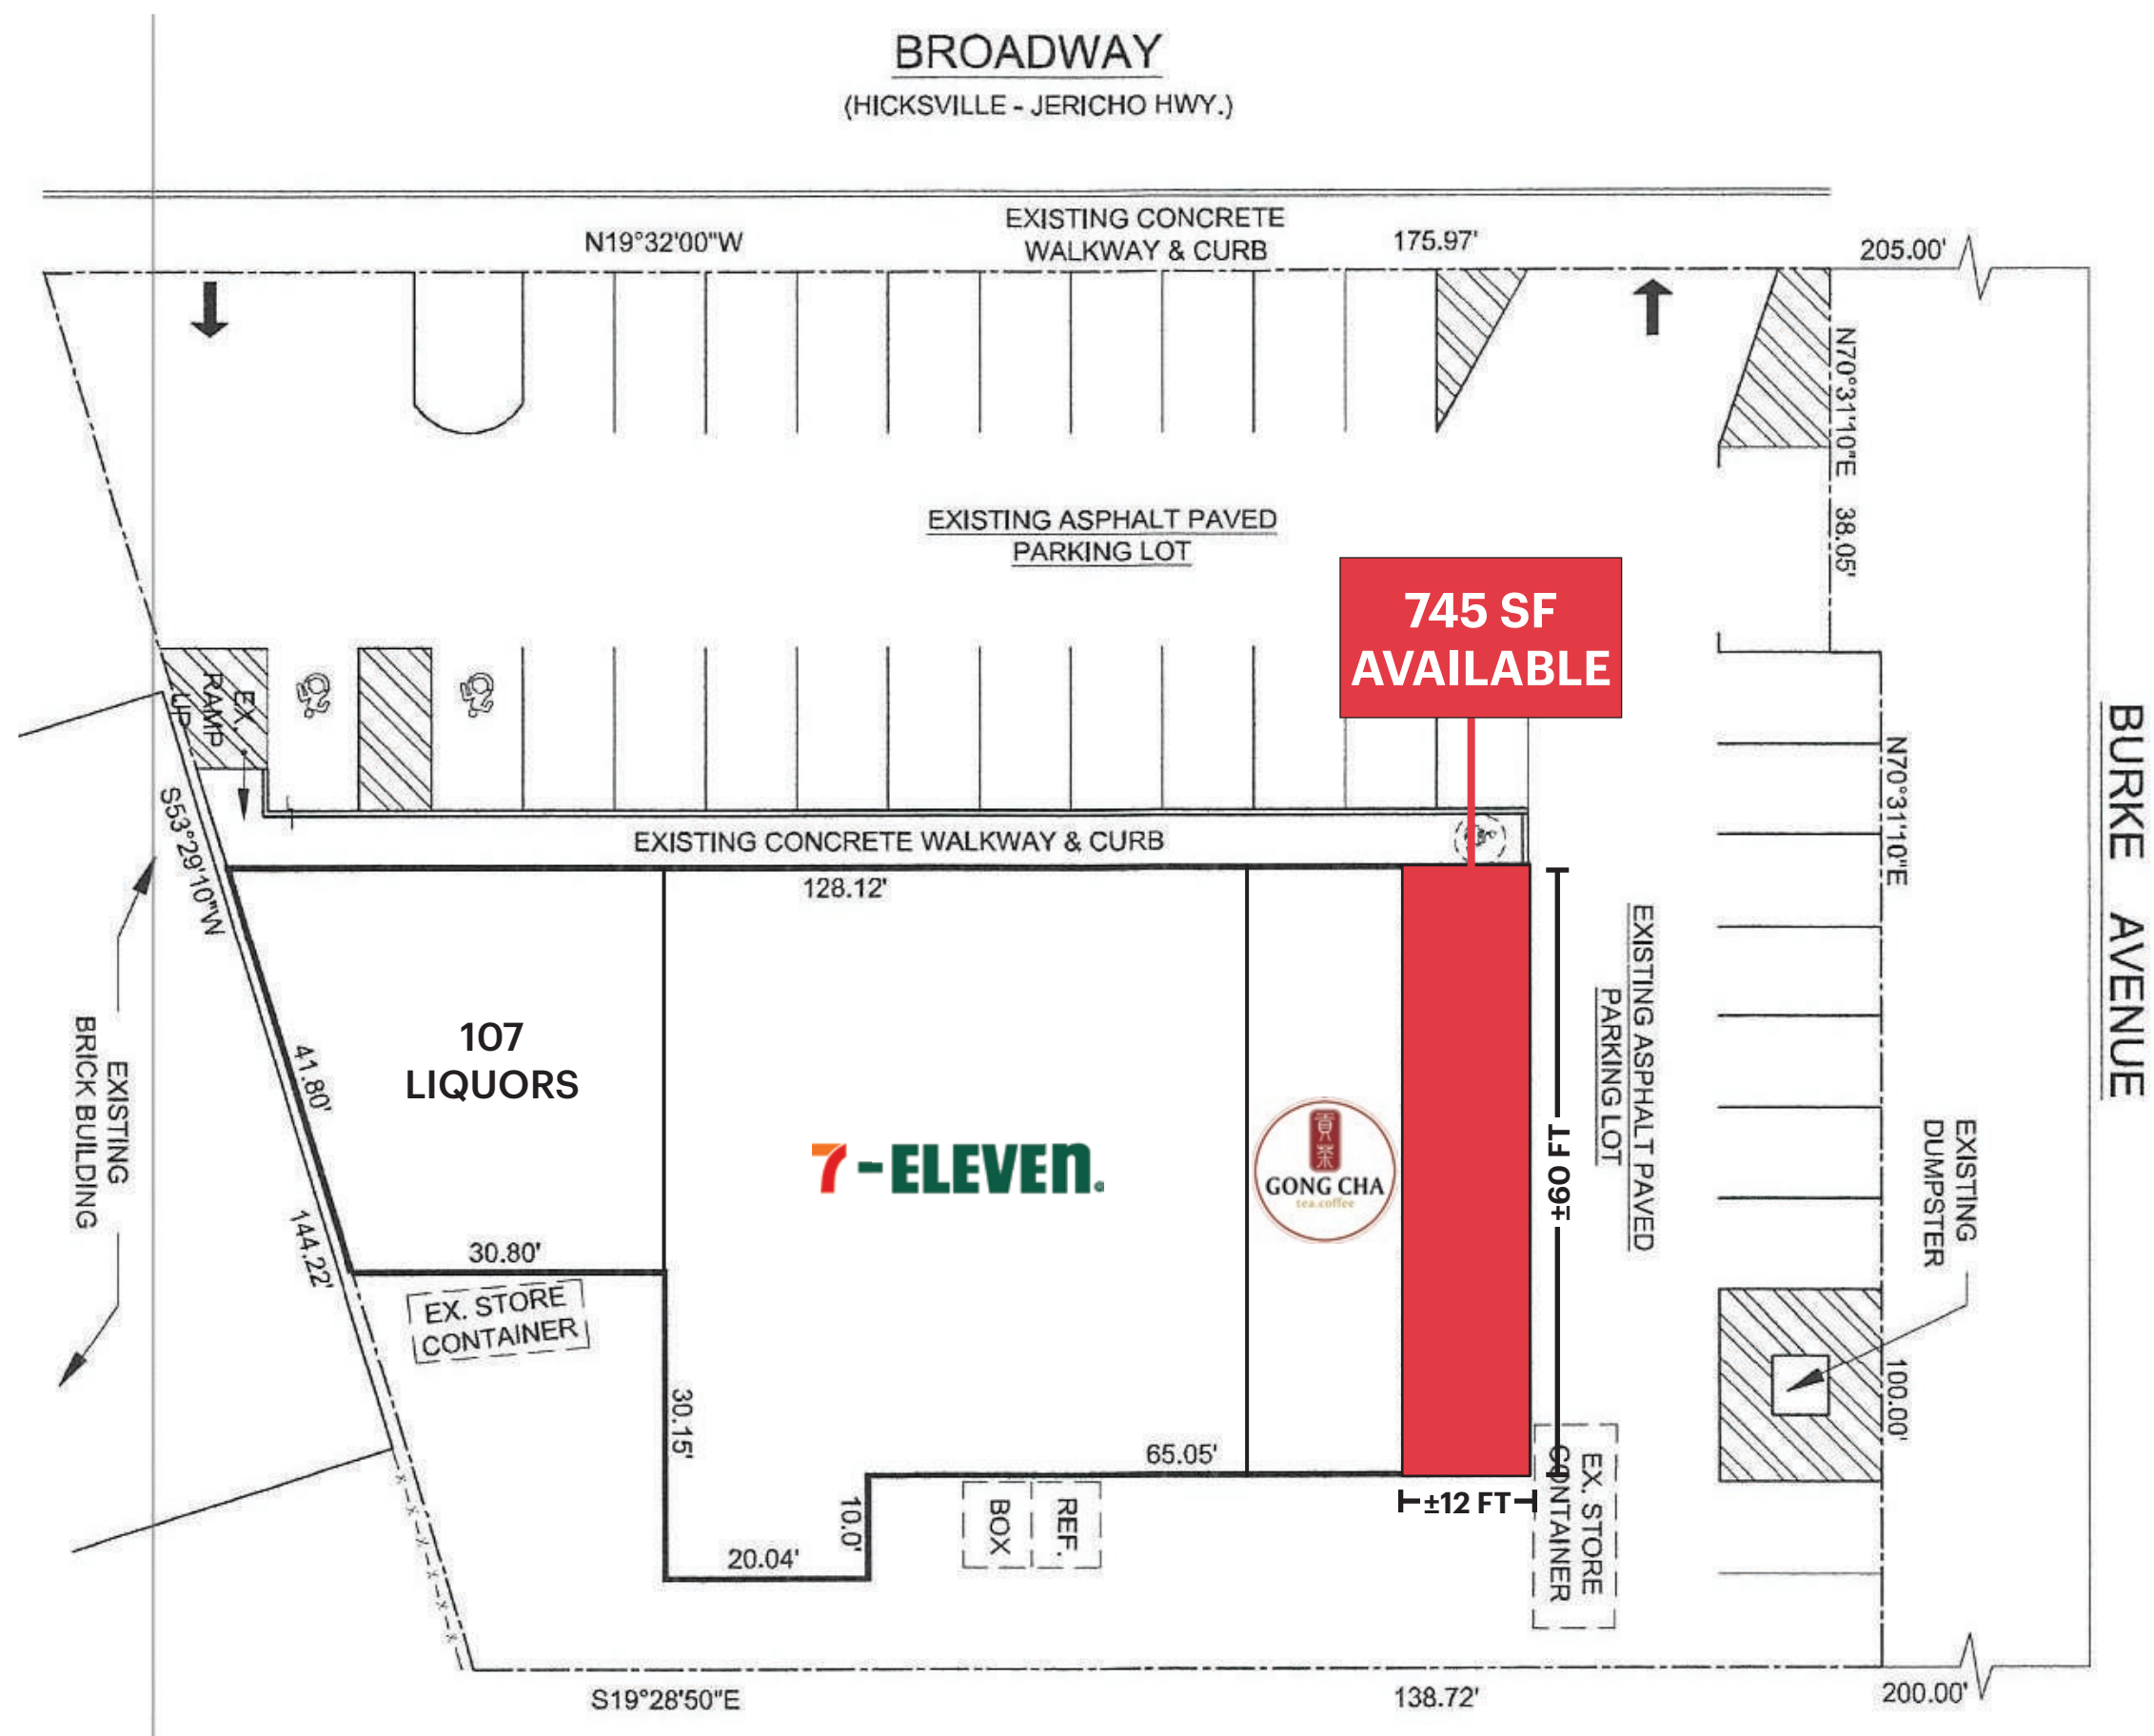 BROADWAY
(HICKSVILLE - JERICHO HWY.)
EXISTING CONCRETE
WALKWAY & CURB
N19°32'00"W
175.97'
205.00'
N70°31'10"E 38.05'
EXISTING ASPHALT PAVED
PARKING LOT
745 SF
AVAILABLE
EX.
RAMP
UP
S53°29'10"W
EXISTING CONCRETE WALKWAY & CURB
128.12'
BURKE AVENUE
N70°31'10"E
EXISTING ASPHALT PAVED
PARKING LOT
107
LIQUORS
41.80'
EXISTING
BRICK BUILDING
7-ELEVEn.
貢茶
GONG CHA
tea.coffee
±60 FT
EXISTING
DUMPSTER
144.22'
30.80'
EX. STORE
CONTAINER
30.15'
65.05'
100.00'
10.0'
20.04'
REF.
BOX
±12 FT
EX. STORE
CONTAINER
S19°28'50"E
138.72'
200.00'